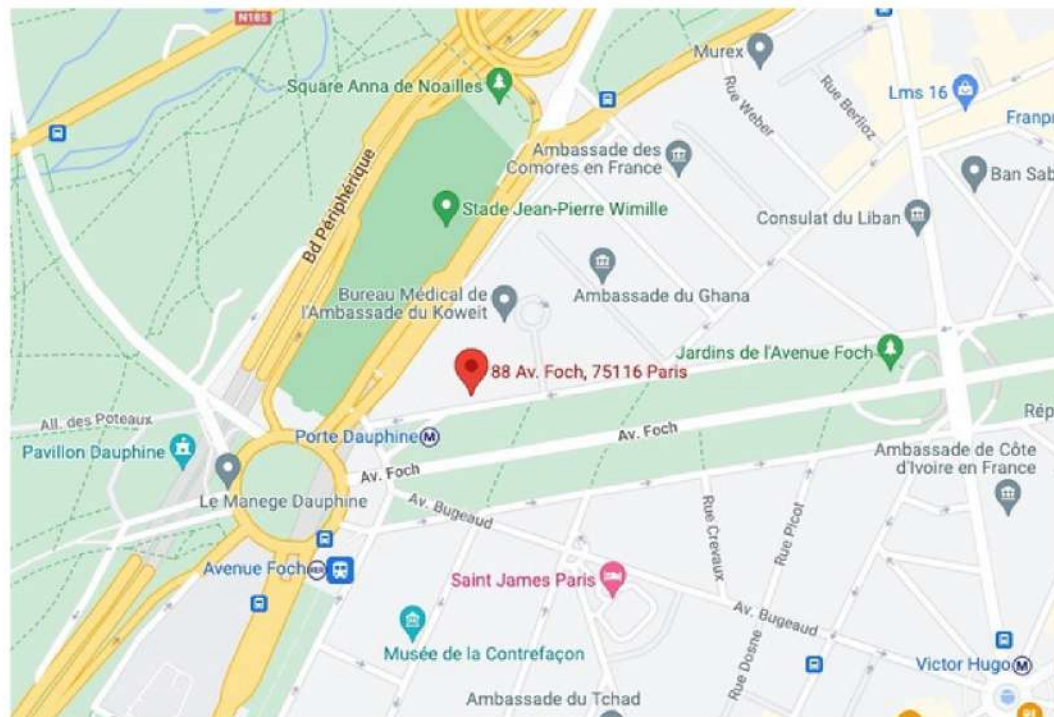 N185
Murex
Square Anna de Noailles
Rue Weber
Rue Berlioz
Lms 16
Franpr
Bd Périphérique
Ambassade des
Comores en France
Ban Sab
Stade Jean-Pierre Wimille
Consulat du Liban
Bureau Médical de
l'Ambassade du Koweit
Ambassade du Ghana
Jardins de l'Avenue Foch
88 Av. Foch, 75116 Paris
All. des Poteaux
Porte Dauphine M
Av. Foch
Rép
Pavillon Dauphine
Av. Foch
Ambassade de Côte
d'Ivoire en France
Le Manege Dauphine
Av. Bugeaud
Rue Crevaux
Rue Picot
Avenue Foch RER
Saint James Paris
Av. Bugeaud
Musée de la Contrefaçon
Rue Dosne
Victor Hugo M
Ambassade du Tchad